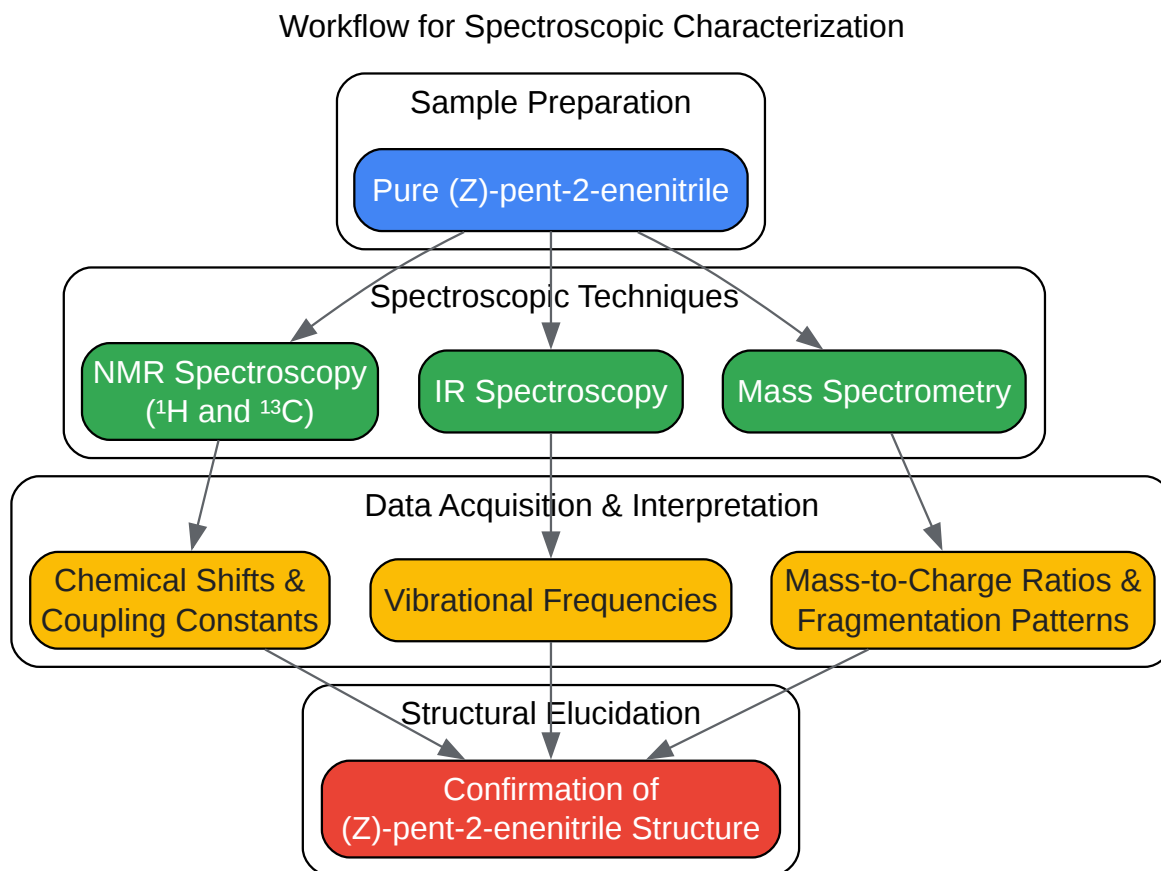 Workflow for Spectroscopic Characterization
Sample Preparation
Pure (Z)-pent-2-enenitrile
Spectroscopic Techniques
NMR Spectroscopy
(¹H and ¹³C)
IR Spectroscopy
Mass Spectrometry
Data Acquisition & Interpretation
Chemical Shifts &
Coupling Constants
Vibrational Frequencies
Mass-to-Charge Ratios &
Fragmentation Patterns
Structural Elucidation
Confirmation of
(Z)-pent-2-enenitrile Structure